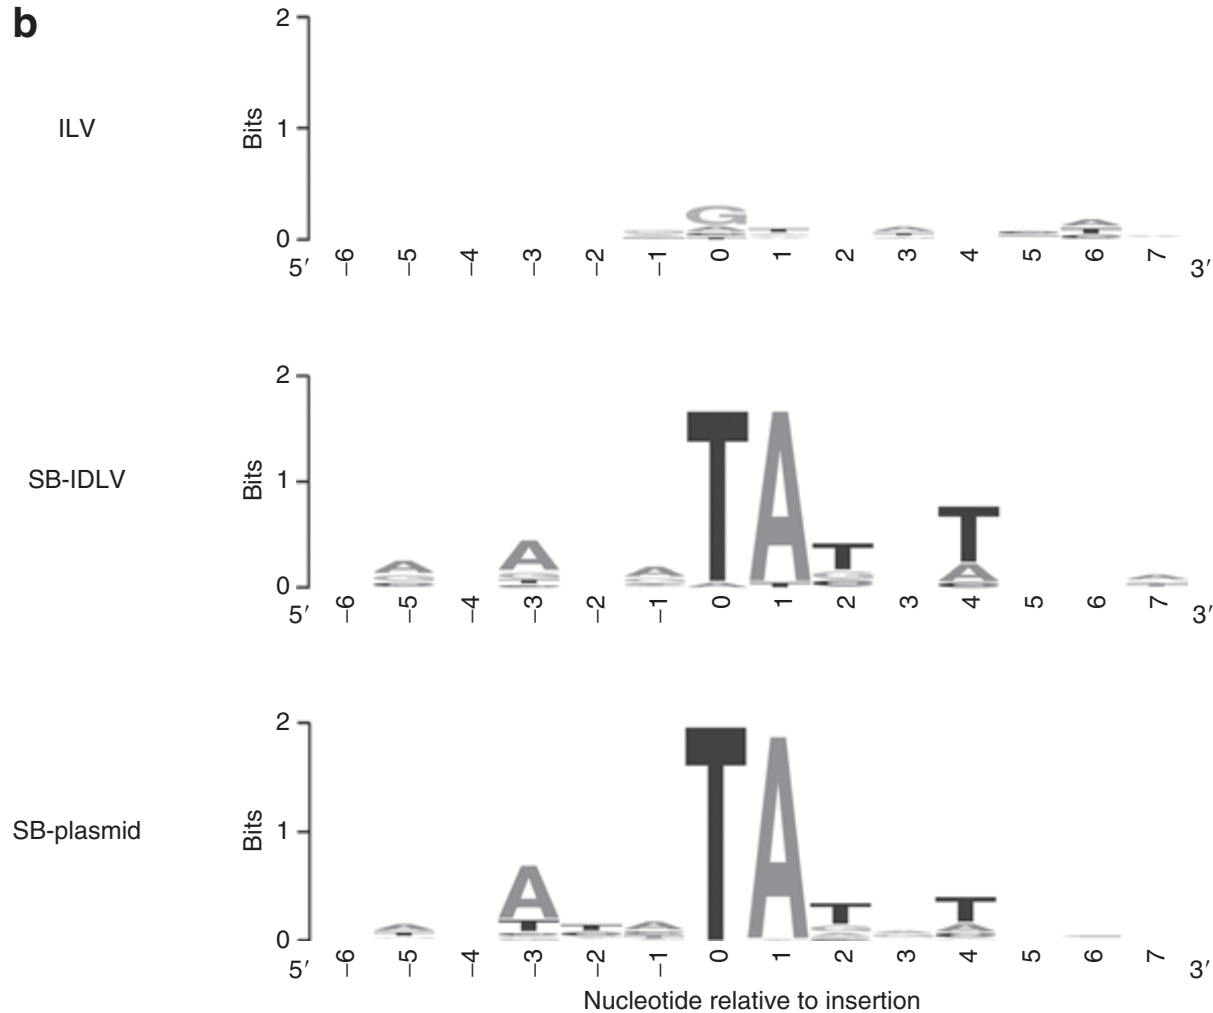 b
ILV
Bits
2
1
0
G
A
A
5′ –6 –5 –4 –3 –2 –1 0 1 2 3 4 5 6 7 3′
SB-IDLV
Bits
2
1
0
A A A T A T T A
5′ –6 –5 –4 –3 –2 –1 0 1 2 3 4 5 6 7 3′
SB-plasmid
Bits
2
1
0
A A T T A T A T T A
5′ –6 –5 –4 –3 –2 –1 0 1 2 3 4 5 6 7 3′
Nucleotide relative to insertion